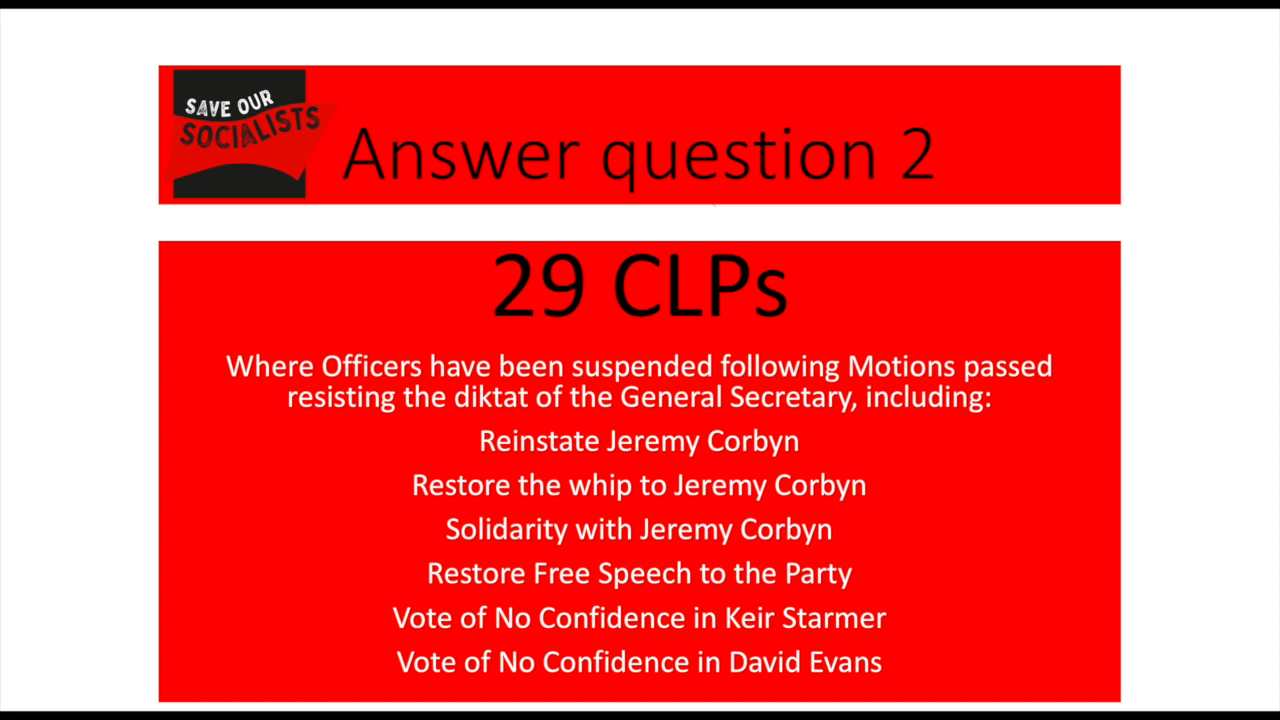 SAVE OUR
SOCIALISTS
Answer question 2
29 CLPs
Where Officers have been suspended following Motions passed
resisting the diktat of the General Secretary, including:
Reinstate Jeremy Corbyn
Restore the whip to Jeremy Corbyn
Solidarity with Jeremy Corbyn
Restore Free Speech to the Party
Vote of No Confidence in Keir Starmer
Vote of No Confidence in David Evans